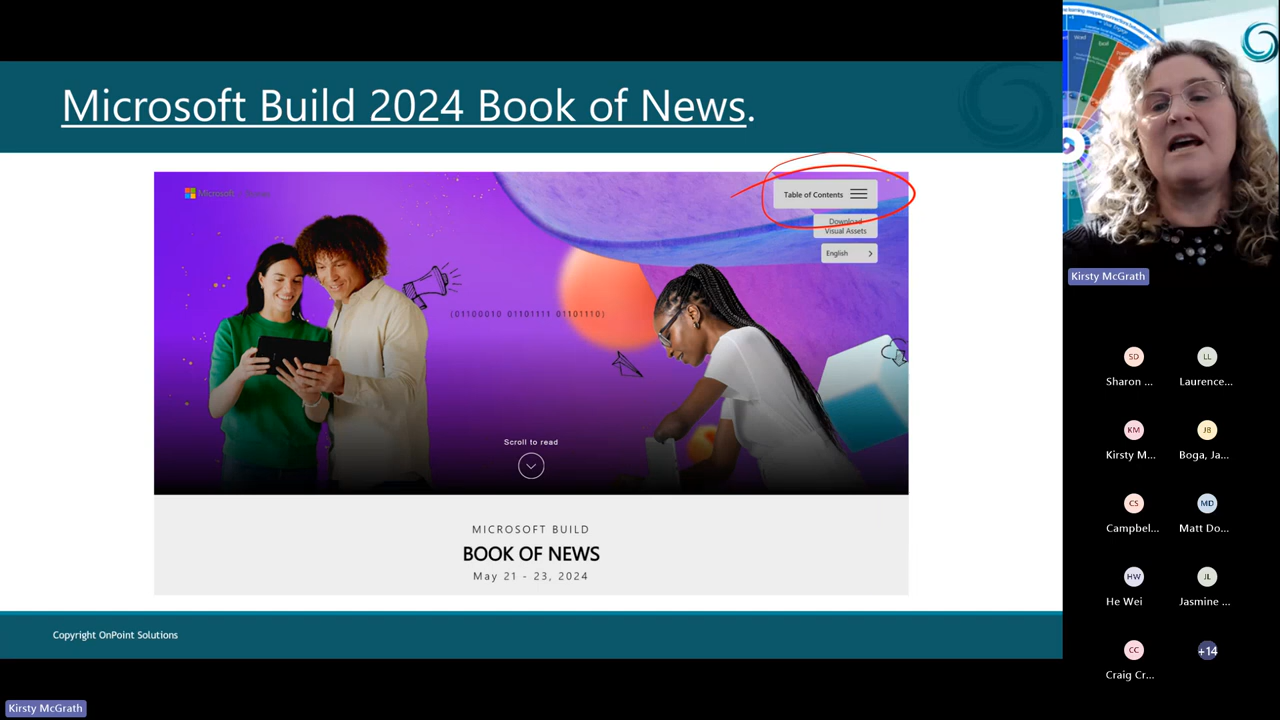 Microsoft Build 2024 Book of News.
Microsoft
Table of Contents
Download
Visual Assets
English
(01100010 01101111 01101110)
Scroll to read
MICROSOFT BUILD
BOOK OF NEWS
May 21 - 23, 2024
Copyright OnPoint Solutions
Kirsty McGrath
Word
Excel
Kirsty McGrath
SD
LL
Sharon ...
Laurence...
KM
JB
Kirsty M...
Boga, Ja...
CS
MD
Campbel...
Matt Do...
HW
JL
He Wei
Jasmine ...
CC
+14
Craig Cr...